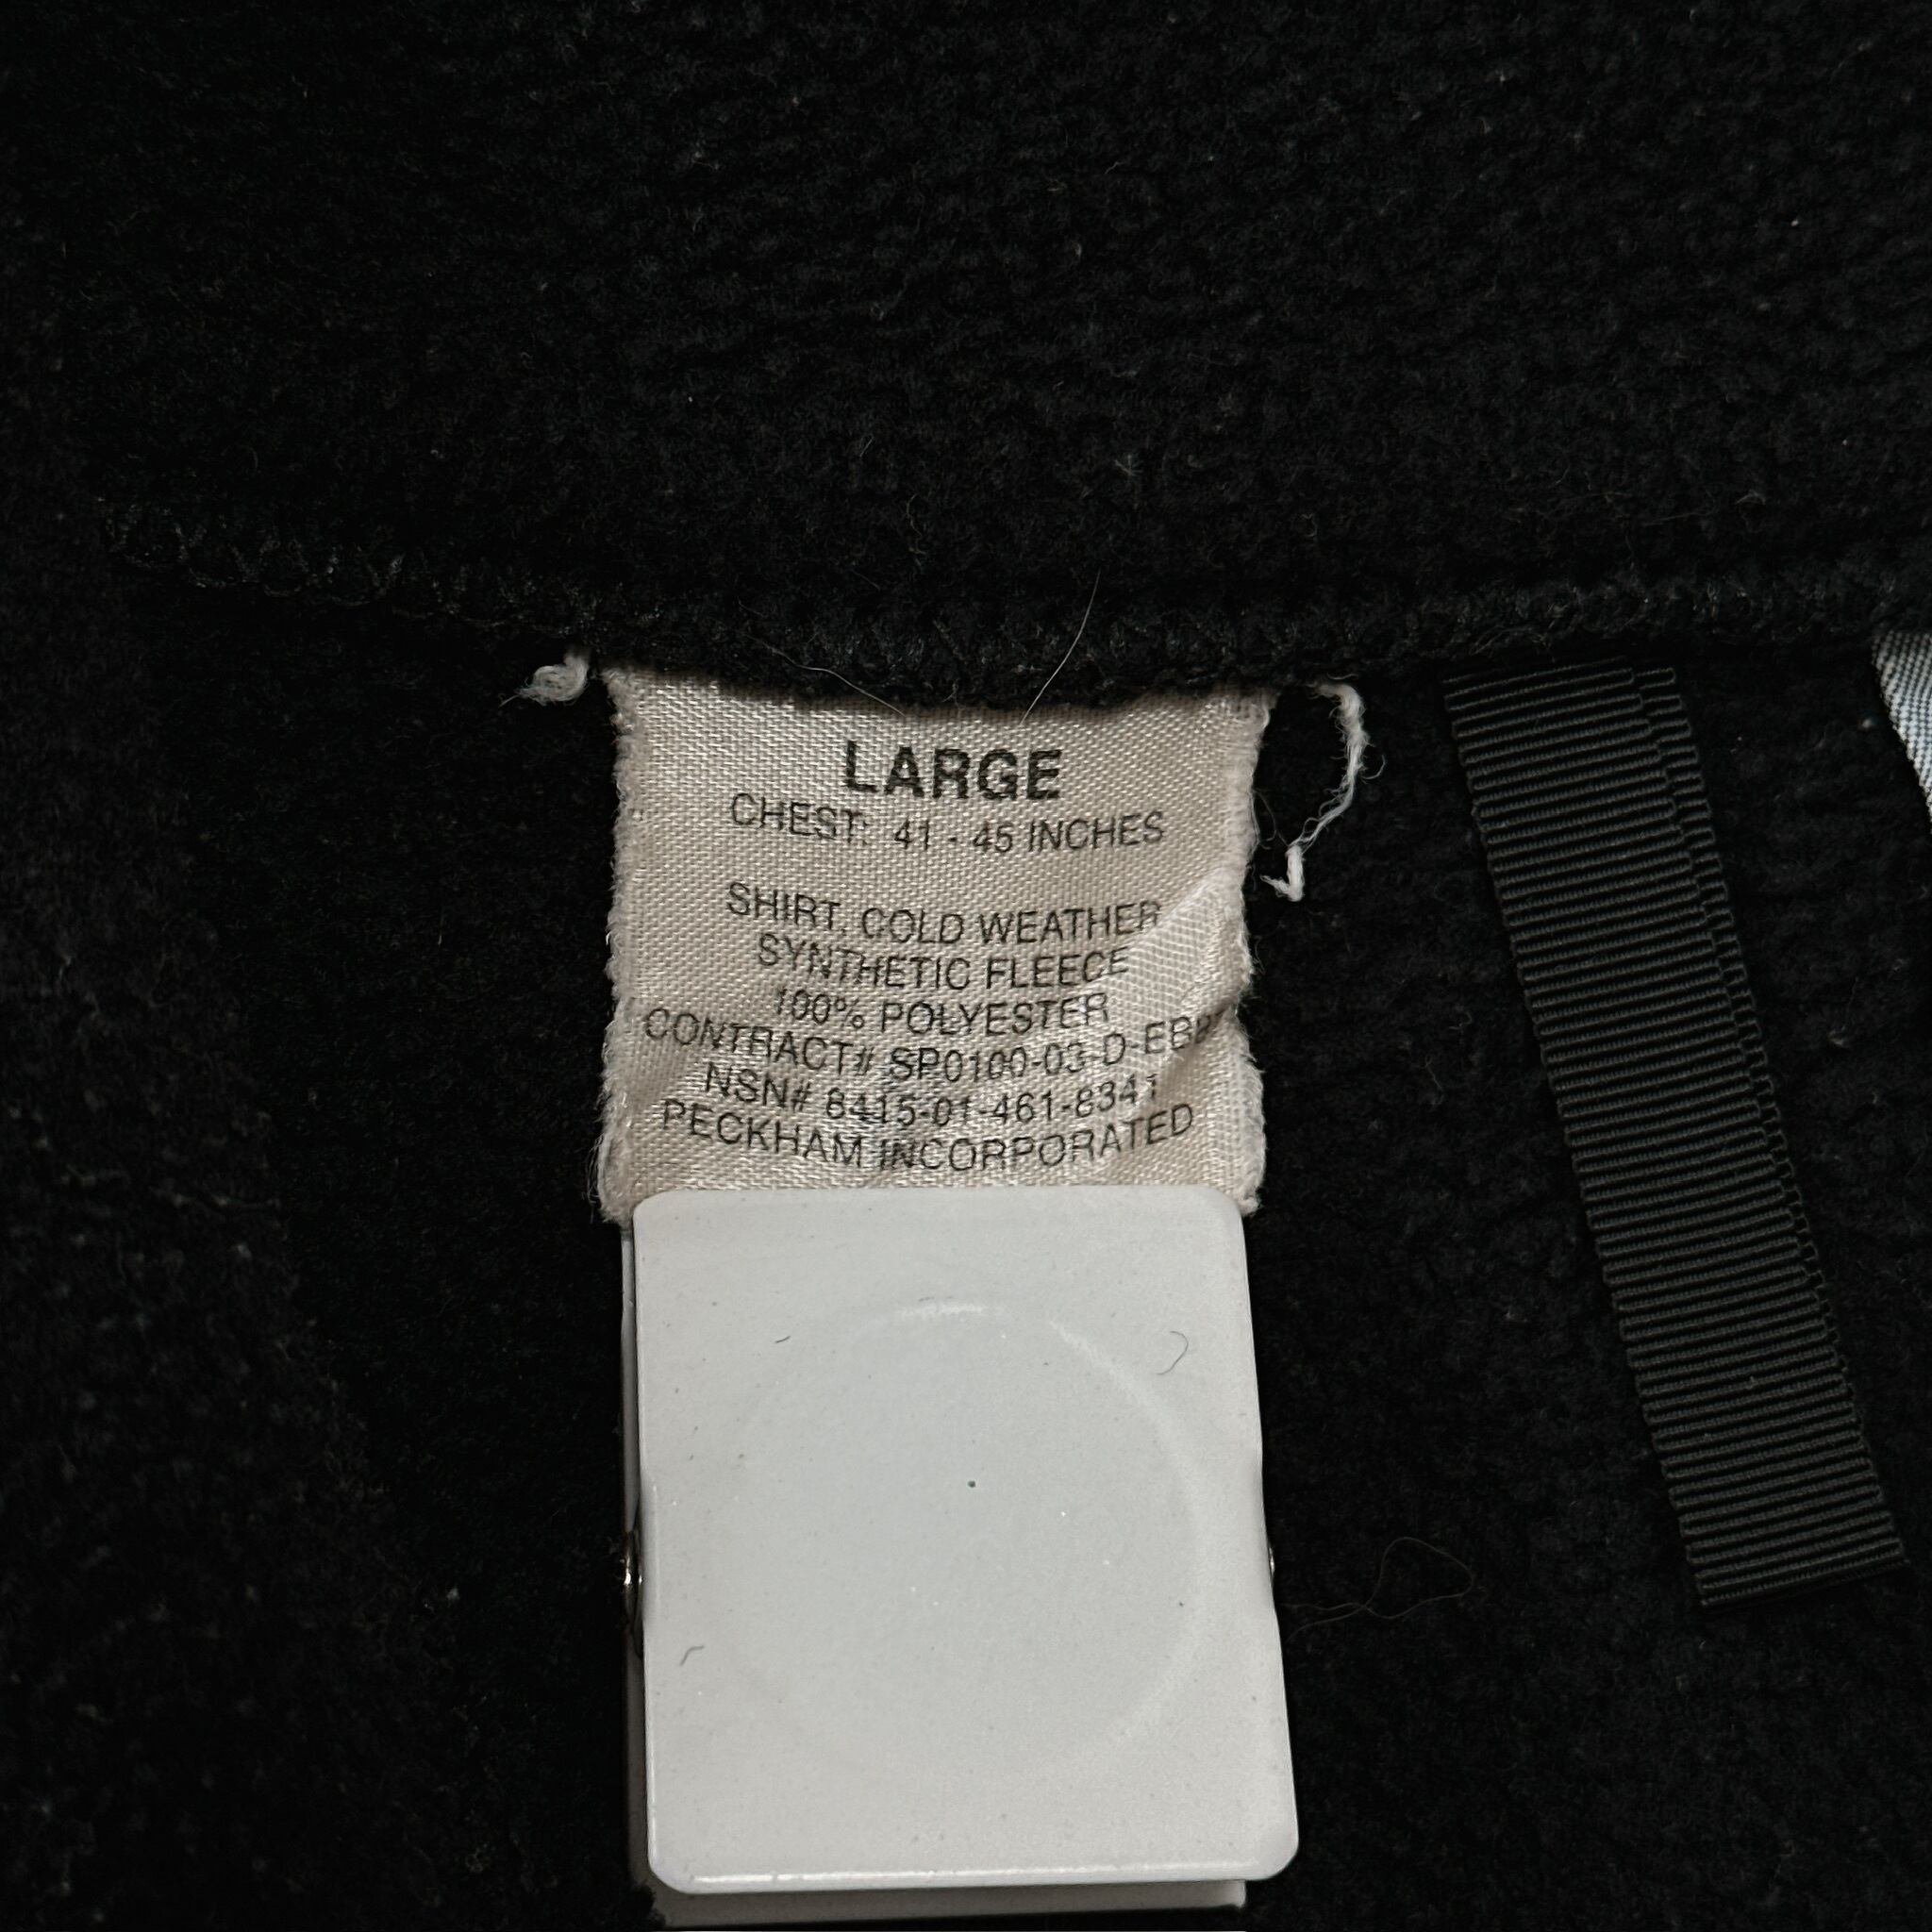 LARGE
CHEST: 41 - 45 INCHES
SHIRT, COLD WEATHER
SYNTHETIC FLEECE
100% POLYESTER
CONTRACT# SP0100-03-D-EBB
NSN# 8415-01-461-8341
PECKHAM INCORPORATED